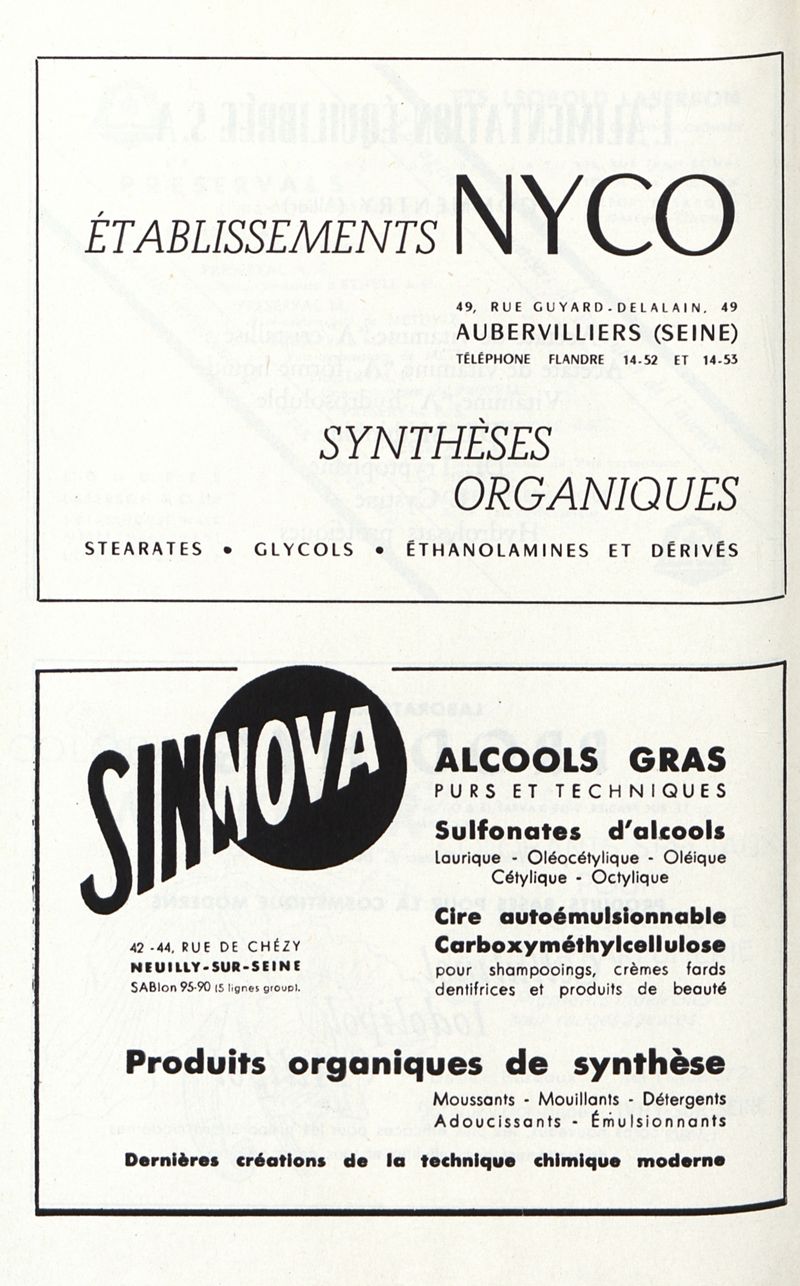 ÉTABLISSEMENTS NYCO
49, RUE GUYARD-DELALAIN, 49
AUBERVILLIERS (SEINE)
TÉLÉPHONE FLANDRE 14-52 ET 14-53
SYNTHÈSES
ORGANIQUES
STEARATES • GLYCOLS • ÉTHANOLAMINES ET DÉRIVÉS
SINNOVA
ALCOOLS GRAS
PURS ET TECHNIQUES
Sulfonates d'alcools
Laurique - Oléocétylique - Oléique
Cétylique - Octylique
Cire autoémulsionnable
Carboxyméthylcellulose
pour shampooings, crèmes fards
dentifrices et produits de beauté
42 -44, RUE DE CHÉZY
NEUILLY-SUR-SEINE
SABlon 95-90 (5 lignes group).
Produits organiques de synthèse
Moussants - Mouillants - Détergents
Adoucissants - Émulsionnants
Dernières créations de la technique chimique moderne